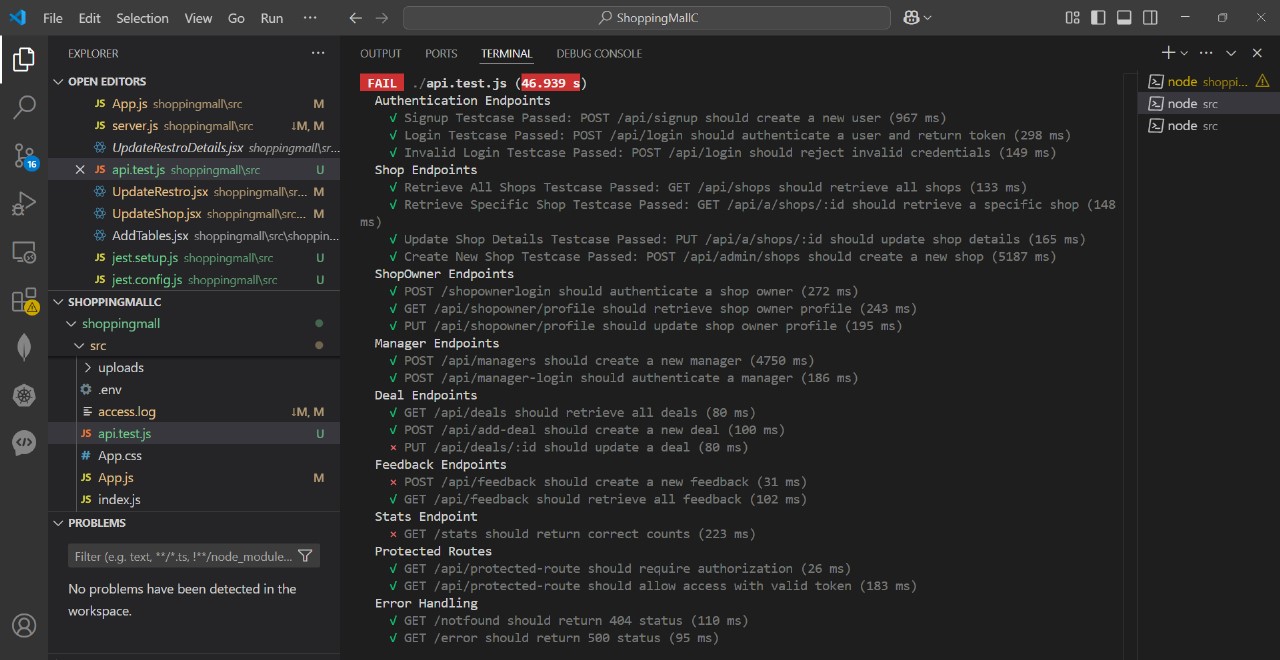 File Edit Selection View Go Run ··· ShoppingMallC
EXPLORER ···
OPEN EDITORS
JS App.js shoppingmall\src M
JS server.js shoppingmall\src ↓M, M
UpdateRestroDetails.jsx shoppingmall\sr...
JS api.test.js shoppingmall\src U
UpdateRestro.jsx shoppingmall\sr... M
UpdateShop.jsx shoppingmall\src... M
AddTables.jsx shoppingmall\src\shoppin...
JS jest.setup.js shoppingmall\src U
JS jest.config.js shoppingmall\src U
SHOPPINGMALLC
shoppingmall
src
uploads
.env
access.log ↓M, M
JS api.test.js U
# App.css
JS App.js M
JS index.js
PROBLEMS
Filter (e.g. text, **/*.ts, !**/node_module...
No problems have been detected in the
workspace.
16
OUTPUT PORTS TERMINAL DEBUG CONSOLE
FAIL ./api.test.js (46.939 s)
Authentication Endpoints
√ Signup Testcase Passed: POST /api/signup should create a new user (967 ms)
√ Login Testcase Passed: POST /api/login should authenticate a user and return token (298 ms)
√ Invalid Login Testcase Passed: POST /api/login should reject invalid credentials (149 ms)
Shop Endpoints
√ Retrieve All Shops Testcase Passed: GET /api/shops should retrieve all shops (133 ms)
√ Retrieve Specific Shop Testcase Passed: GET /api/a/shops/:id should retrieve a specific shop (148
ms)
√ Update Shop Details Testcase Passed: PUT /api/a/shops/:id should update shop details (165 ms)
√ Create New Shop Testcase Passed: POST /api/admin/shops should create a new shop (5187 ms)
ShopOwner Endpoints
√ POST /shopownerlogin should authenticate a shop owner (272 ms)
√ GET /api/shopowner/profile should retrieve shop owner profile (243 ms)
√ PUT /api/shopowner/profile should update shop owner profile (195 ms)
Manager Endpoints
√ POST /api/managers should create a new manager (4750 ms)
√ POST /api/manager-login should authenticate a manager (186 ms)
Deal Endpoints
√ GET /api/deals should retrieve all deals (80 ms)
√ POST /api/add-deal should create a new deal (100 ms)
× PUT /api/deals/:id should update a deal (80 ms)
Feedback Endpoints
× POST /api/feedback should create a new feedback (31 ms)
√ GET /api/feedback should retrieve all feedback (102 ms)
Stats Endpoint
× GET /stats should return correct counts (223 ms)
Protected Routes
√ GET /api/protected-route should require authorization (26 ms)
√ GET /api/protected-route should allow access with valid token (183 ms)
Error Handling
√ GET /notfound should return 404 status (110 ms)
√ GET /error should return 500 status (95 ms)
node shoppi...
node src
node src